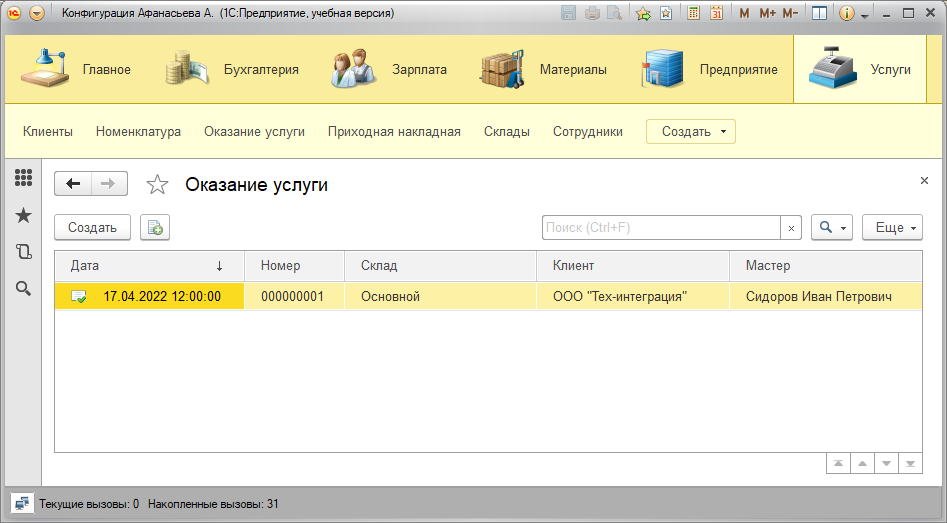 1С Конфигурация Афанасьева А. (1С:Предприятие, учебная версия) 31 M M+ M-
Главное Бухгалтерия Зарплата Материалы Предприятие Услуги
Клиенты Номенклатура Оказание услуги Приходная накладная Склады Сотрудники Создать
Оказание услуги
Создать Поиск (Ctrl+F) × Еще
Дата ↓ Номер Склад Клиент Мастер
17.04.2022 12:00:00 000000001 Основной ООО "Тех-интеграция" Сидоров Иван Петрович
Текущие вызовы: 0 Накопленные вызовы: 31